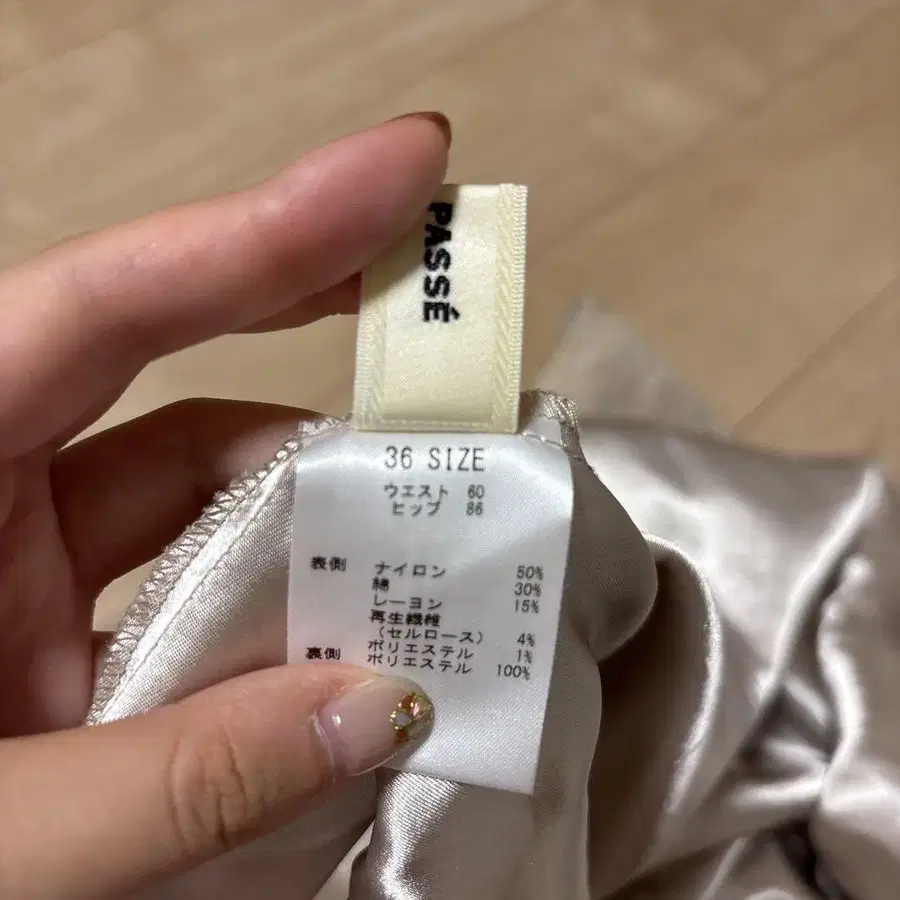 PASSÉ
36 SIZE
ウエスト 60
ヒップ 86
表側 ナイロン 50%
綿 30%
レーヨン 15%
再生繊維
(セルロース) 4%
ポリエステル 1%
裏側 ポリエステル 100%